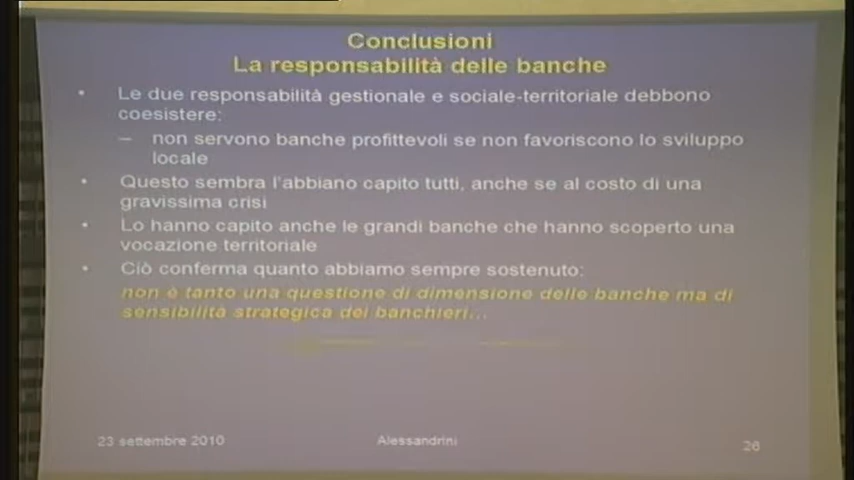 Conclusioni
La responsabilità delle banche
• Le due responsabilità gestionale e sociale-territoriale debbono
coesistere:
– non servono banche profittevoli se non favoriscono lo sviluppo
locale
• Questo sembra l'abbiano capito tutti, anche se al costo di una
gravissima crisi
• Lo hanno capito anche le grandi banche che hanno scoperto una
vocazione territoriale
• Ciò conferma quanto abbiamo sempre sostenuto:
non è tanto una questione di dimensione delle banche ma di
sensibilità strategica dei banchieri...
23 settembre 2010
Alessandrini
26